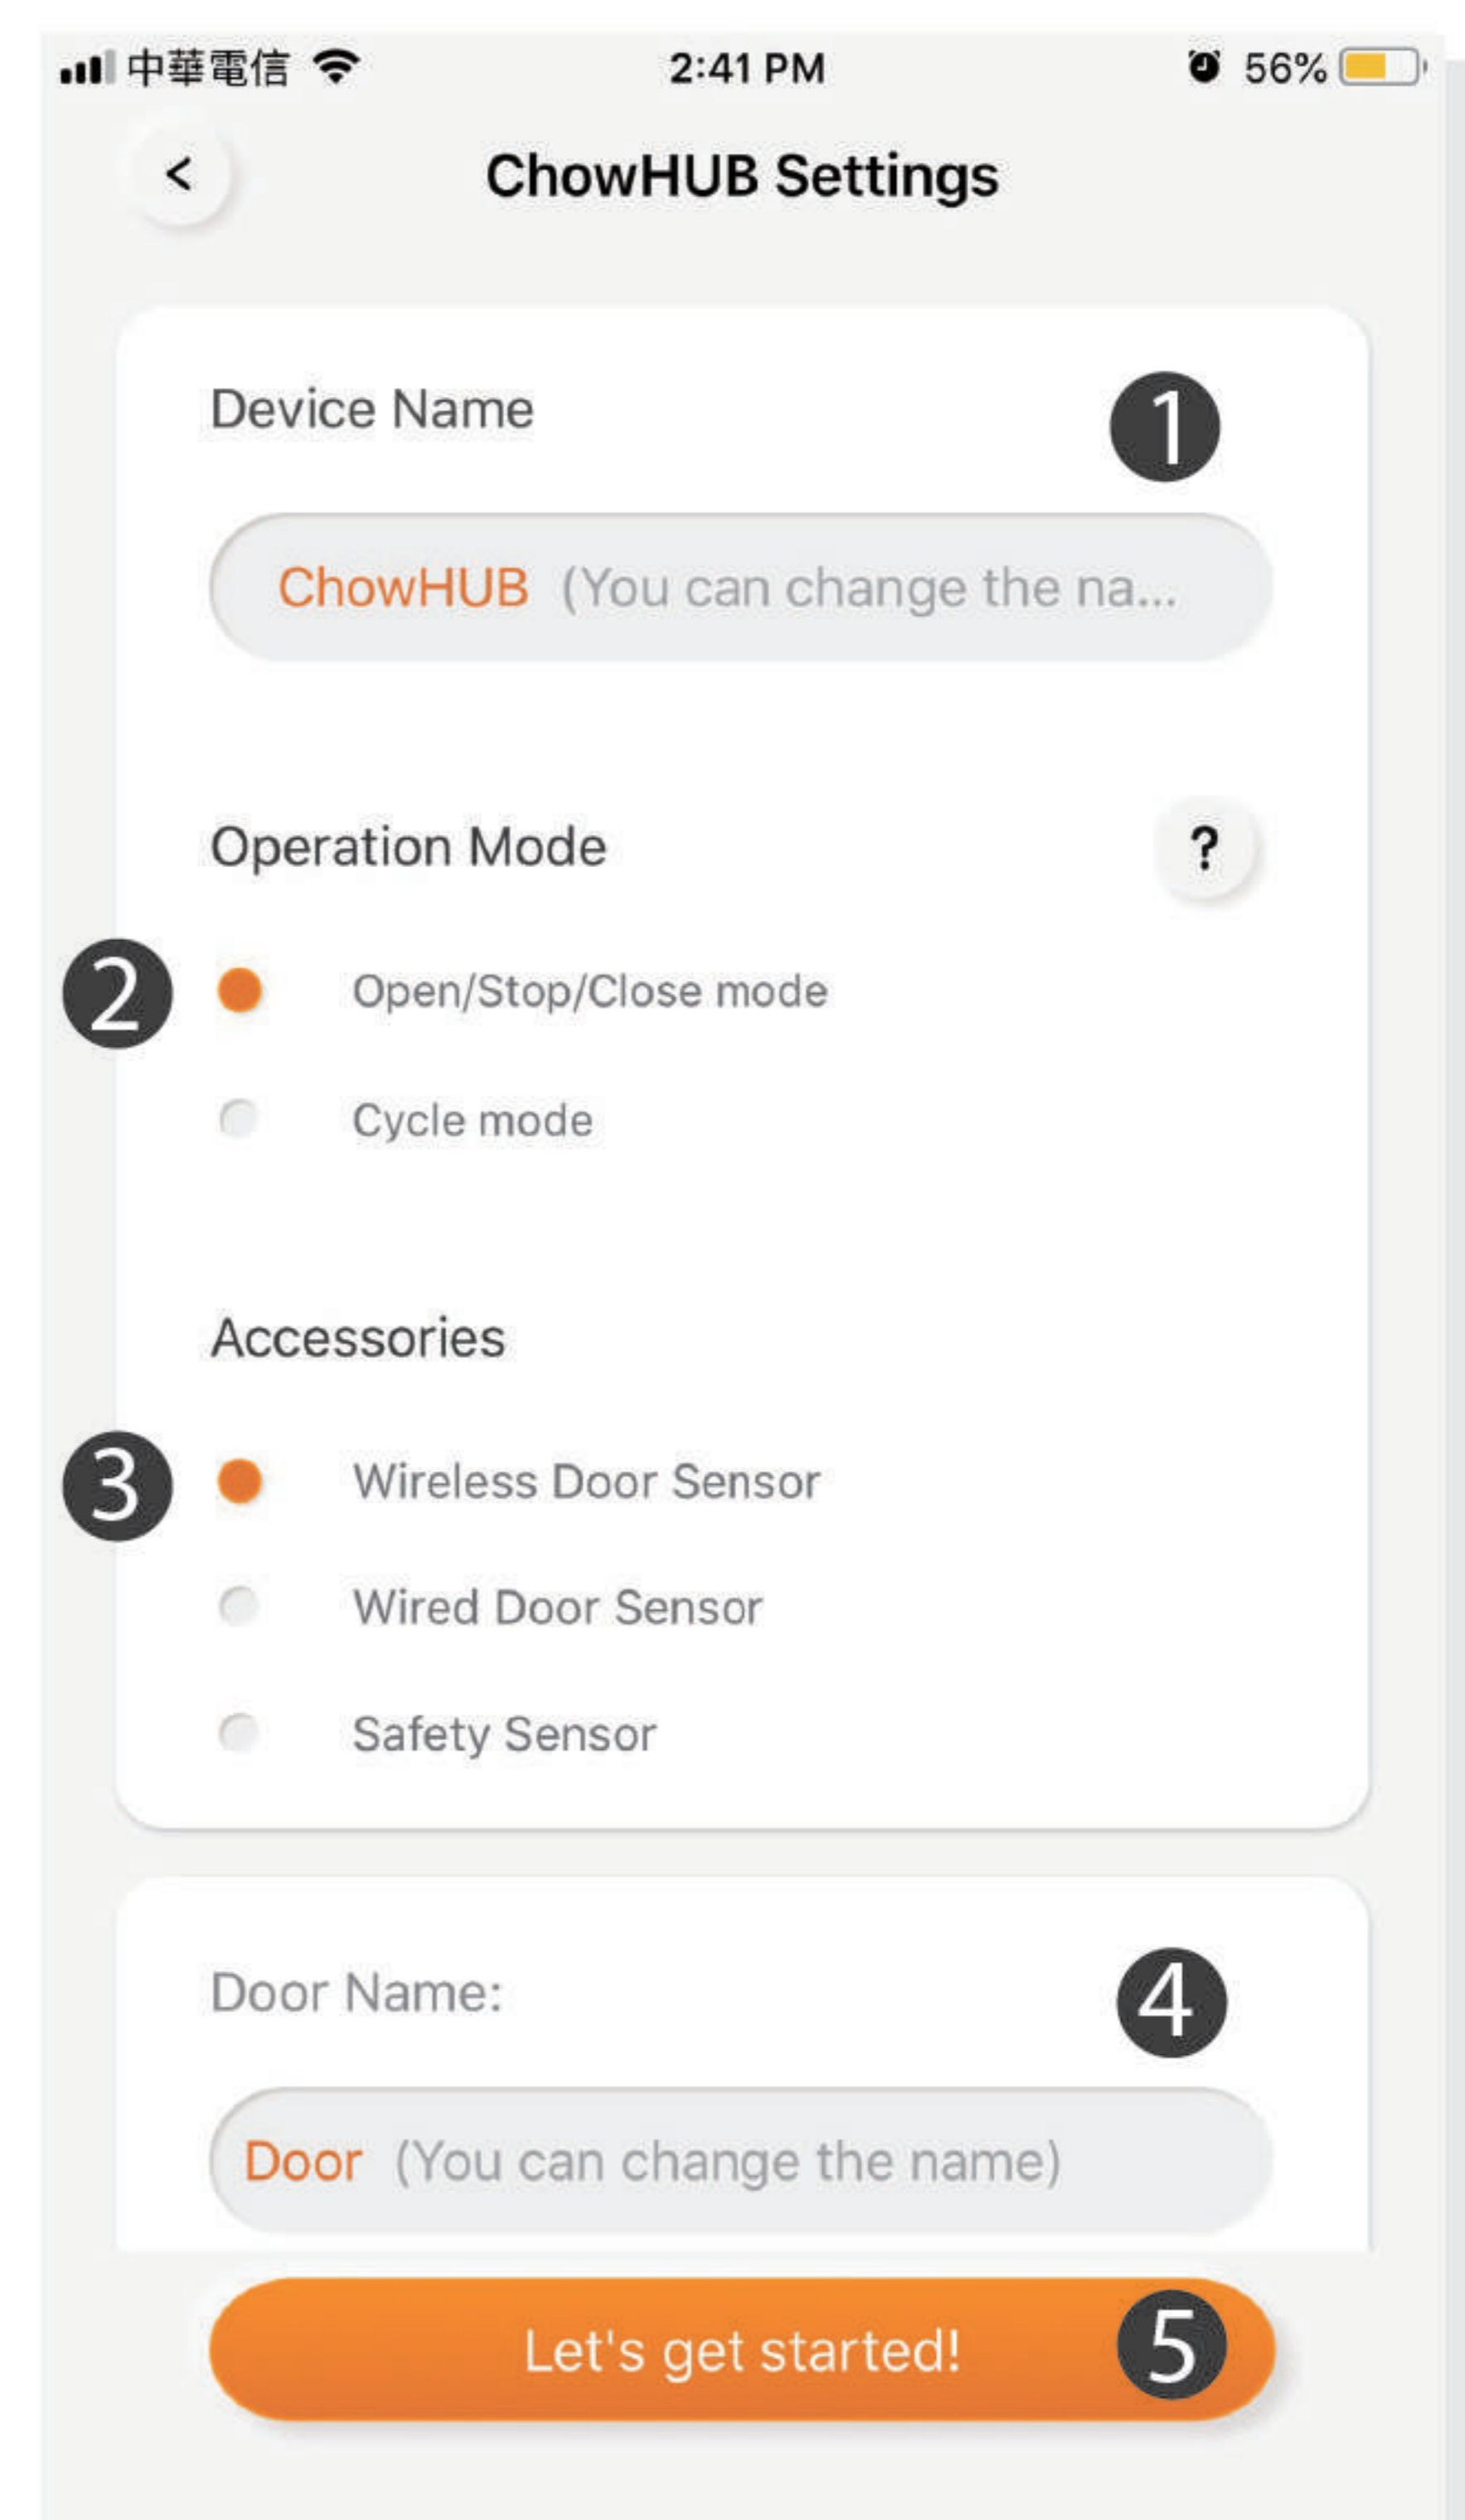 中華電信 2:41 PM 56%
<
ChowHUB Settings
Device Name
1
ChowHUB (You can change the na...
Operation Mode
?
2
Open/Stop/Close mode
Cycle mode
Accessories
3
Wireless Door Sensor
Wired Door Sensor
Safety Sensor
Door Name:
4
Door (You can change the name)
Let's get started!
5